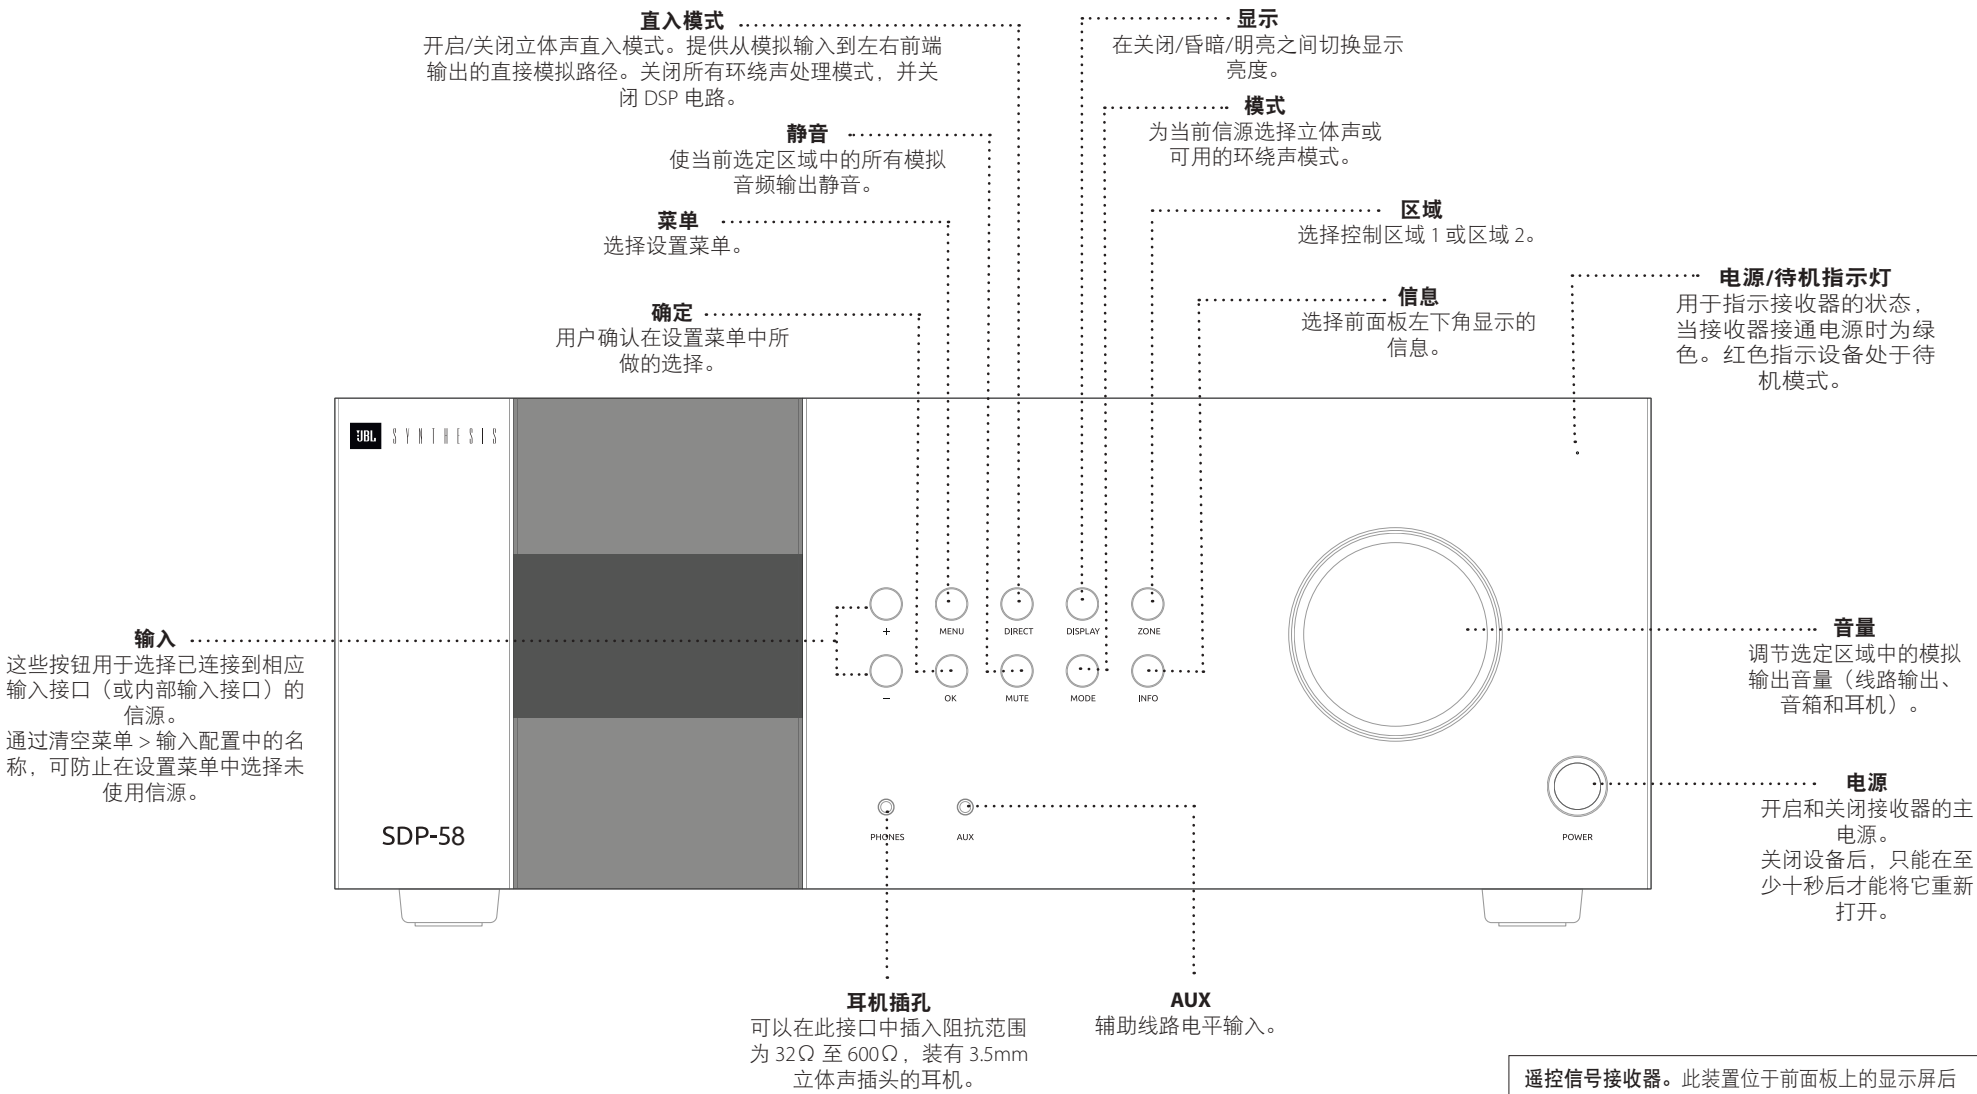 直入模式
开启/关闭立体声直入模式。提供从模拟输入到左右前端
输出的直接模拟路径。关闭所有环绕声处理模式，并关
闭 DSP 电路。
显示
在关闭/昏暗/明亮之间切换显示
亮度。
模式
为当前信源选择立体声或
可用的环绕声模式。
静音
使当前选定区域中的所有模拟
音频输出静音。
菜单
选择设置菜单。
区域
选择控制区域 1 或区域 2。
确定
用户确认在设置菜单中所
做的选择。
信息
选择前面板左下角显示的
信息。
电源/待机指示灯
用于指示接收器的状态，
当接收器接通电源时为绿
色。红色指示设备处于待
机模式。
JBL SYNTHESIS
+ MENU DIRECT DISPLAY ZONE
− OK MUTE MODE INFO
输入
这些按钮用于选择已连接到相应
输入接口（或内部输入接口）的
信源。
通过清空菜单 > 输入配置中的名
称，可防止在设置菜单中选择未
使用信源。
音量
调节选定区域中的模拟
输出音量（线路输出、
音箱和耳机）。
电源
开启和关闭接收器的主
电源。
关闭设备后，只能在至
少十秒后才能将它重新
打开。
SDP-58
PHONES AUX POWER
耳机插孔
可以在此接口中插入阻抗范围
为 32Ω 至 600Ω，装有 3.5mm
立体声插头的耳机。
AUX
辅助线路电平输入。
遥控信号接收器。此装置位于前面板上的显示屏后